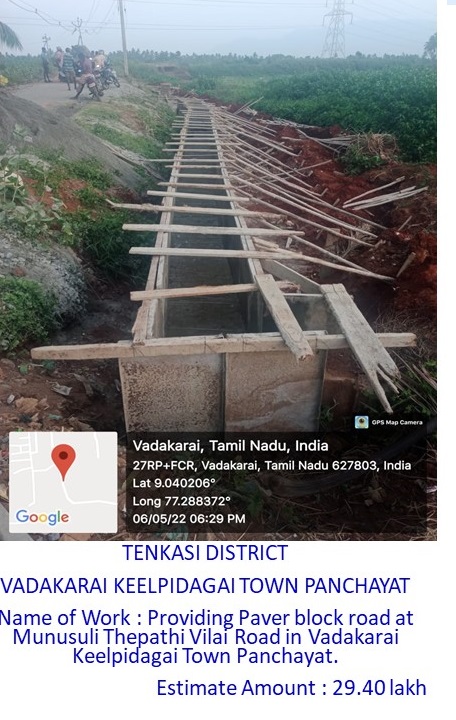 GPS Map Camera
Google
Vadakarai, Tamil Nadu, India
27RP+FCR, Vadakarai, Tamil Nadu 627803, India
Lat 9.040206°
Long 77.288372°
06/05/22 06:29 PM
TENKASI DISTRICT
VADAKARAI KEELPIDAGAI TOWN PANCHAYAT
Name of Work : Providing Paver block road at
Munusuli Thepathi Vilai Road in Vadakarai
Keelpidagai Town Panchayat.
Estimate Amount : 29.40 lakh